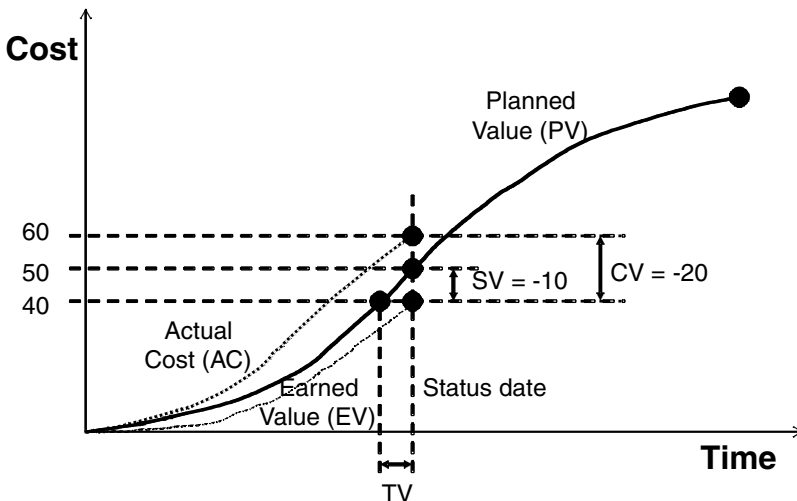 Cost
Planned
Value (PV)
60
50
40
SV = -10
CV = -20
Actual
Cost (AC)
Earned
Value (EV)
Status date
Time
TV